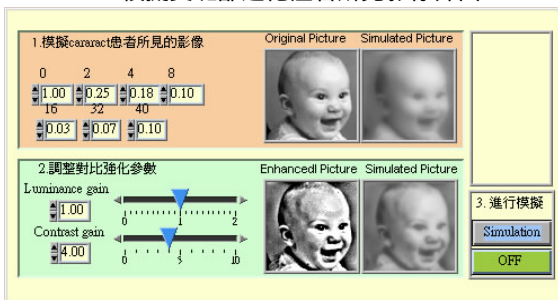 1.模擬cararact患者所見的影像
Original Picture Simulated Picture
0 2 4 8
1.00 0.25 0.18 0.10
16 32 40
0.03 0.07 0.10
2.調整對比強化參數
Enhancedl Picture Simulated Picture
Luminance gain
1.00
0 1 2
Contrast gain
4.00
0 5 10
3. 進行模擬
Simulation
OFF